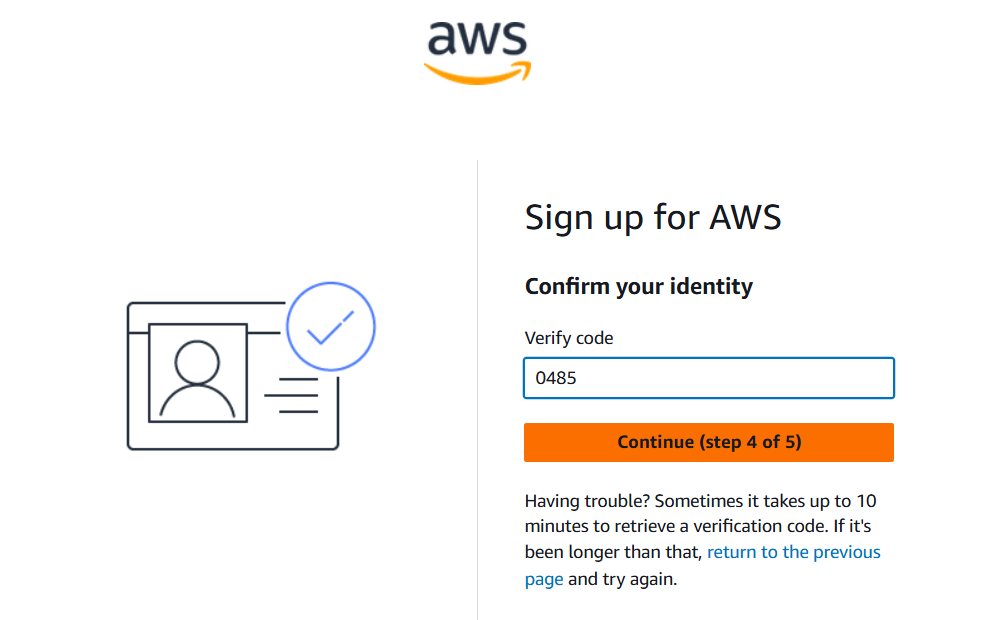 aws
Sign up for AWS
Confirm your identity
Verify code
0485
Continue (step 4 of 5)
Having trouble? Sometimes it takes up to 10
minutes to retrieve a verification code. If it's
been longer than that, return to the previous
page and try again.